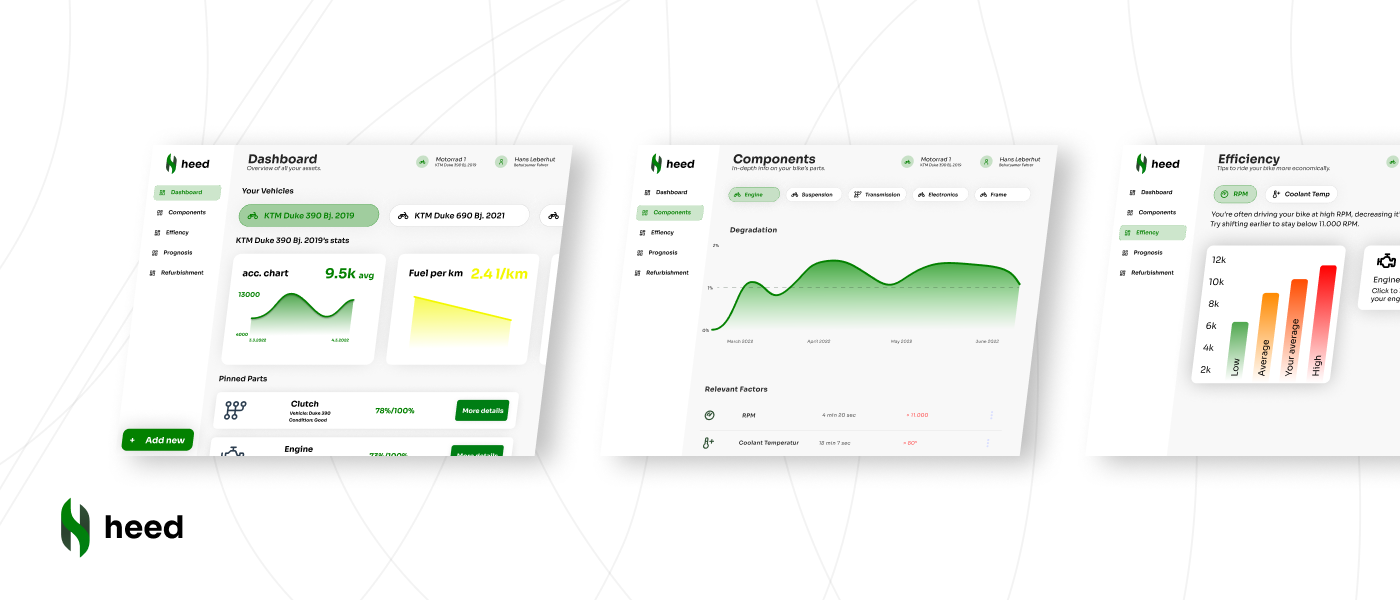 heed
Dashboard
Overview of all your assets.
Motorrad 1
KTM Duke 390 Bj. 2019
Hans Leberhut
Dashboard
Components
Effiency
Prognosis
Refurbishment
+ Add new
Your Vehicles
KTM Duke 390 Bj. 2019
KTM Duke 690 Bj. 2021
KTM Duke 390 Bj. 2019's stats
acc. chart
9.5k avg
13000
4000
3.3.2022
4.3.2022
Fuel per km
2.4 l/km
Pinned Parts
Clutch
Vehicle: Duke 390
Condition: Good
78%/100%
More details
Engine
73%/100%
More details
heed
Components
In-depth info on your bike's parts.
Motorrad 1
KTM Duke 390 Bj. 2019
Hans Leberhut
Dashboard
Components
Effiency
Prognosis
Refurbishment
Engine
Suspension
Transmission
Electronics
Frame
Degradation
2%
1%
0%
March 2022
April 2022
May 2022
June 2022
Relevant Factors
RPM
4 min 20 sec
> 11.000
Coolant Temperatur
18 min 7 sec
> 80°
heed
Efficiency
Tips to ride your bike more economically.
Dashboard
Components
Effiency
Prognosis
Refurbishment
RPM
Coolant Temp
You're often driving your bike at high RPM, decreasing it'
Try shifting earlier to stay below 11.000 RPM.
12k
10k
8k
6k
4k
2k
Low
Average
Your average
High
Engine
Click to
your eng
heed